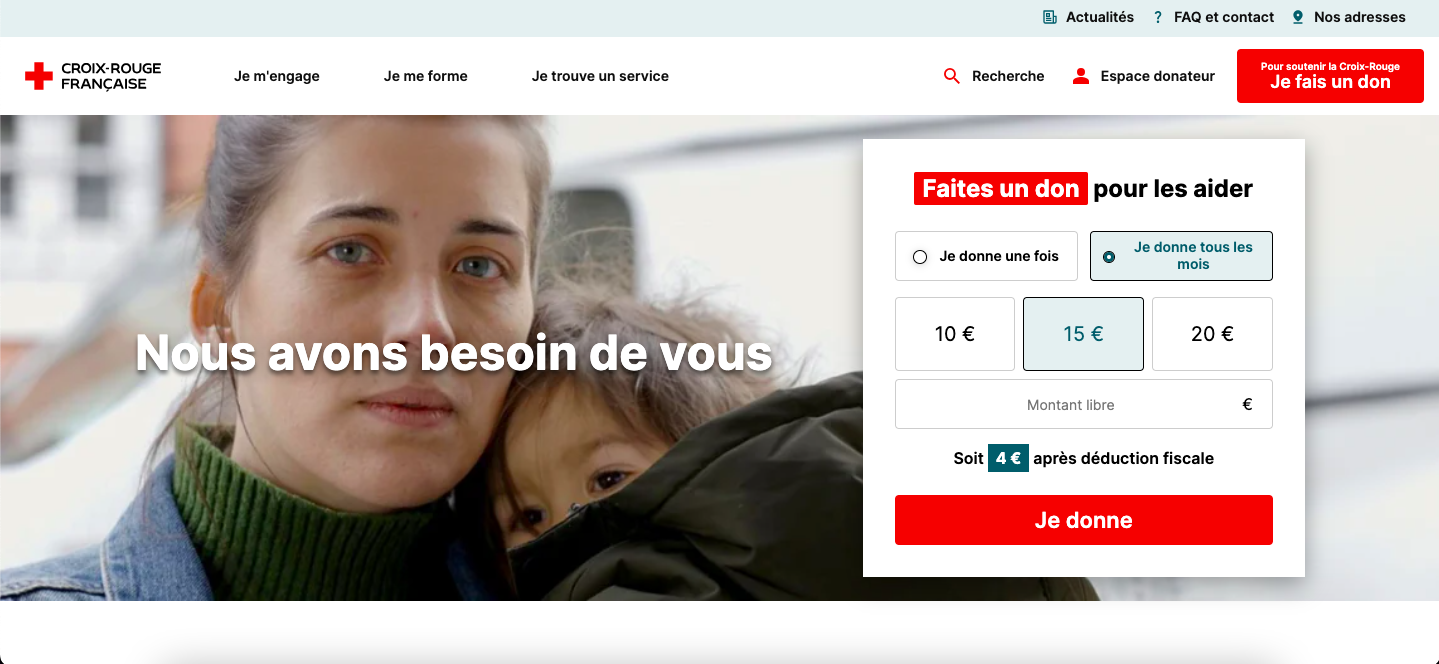 Actualités
? FAQ et contact
Nos adresses
CROIX-ROUGE
FRANÇAISE
Je m'engage
Je me forme
Je trouve un service
Recherche
Espace donateur
Pour soutenir la Croix-Rouge
Je fais un don
Nous avons besoin de vous
Faites un don pour les aider
Je donne une fois
Je donne tous les
mois
10 €
15 €
20 €
Montant libre €
Soit 4 € après déduction fiscale
Je donne